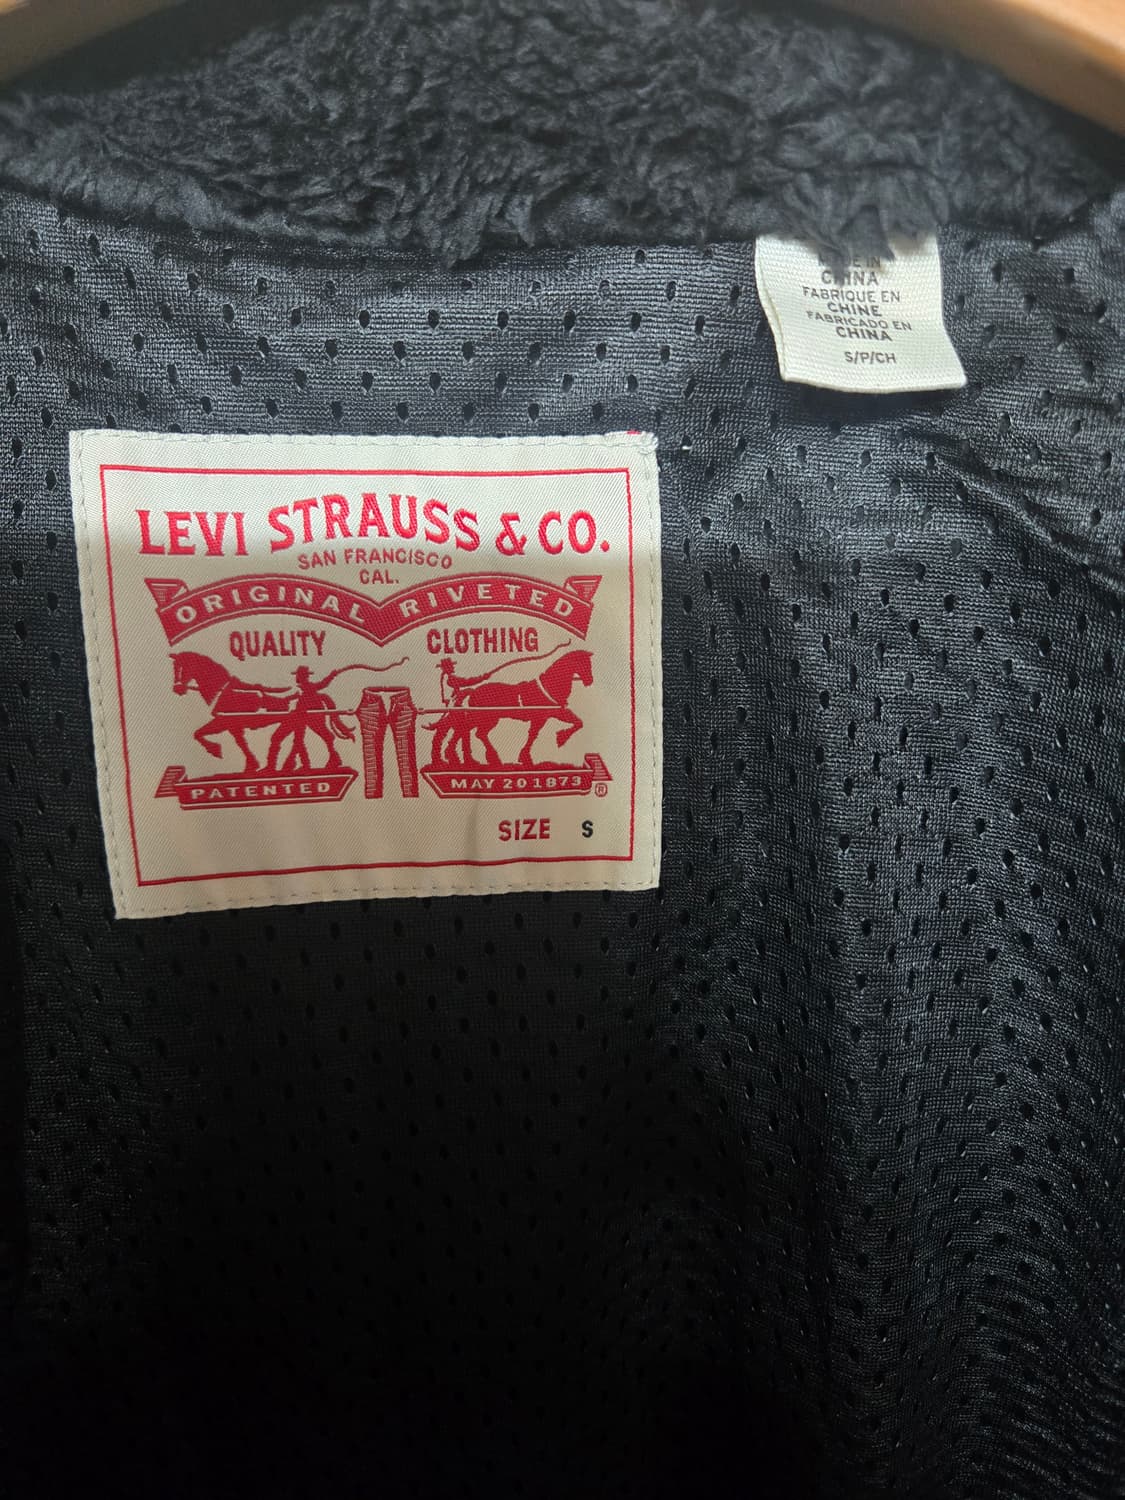 MADE IN
CHINA
FABRIQUE EN
CHINE
FABRICADO EN
CHINA
S/P/CH
LEVI STRAUSS & CO.
SAN FRANCISCO
CAL.
ORIGINAL RIVETED
QUALITY CLOTHING
PATENTED MAY 20 1873 ®
SIZE S